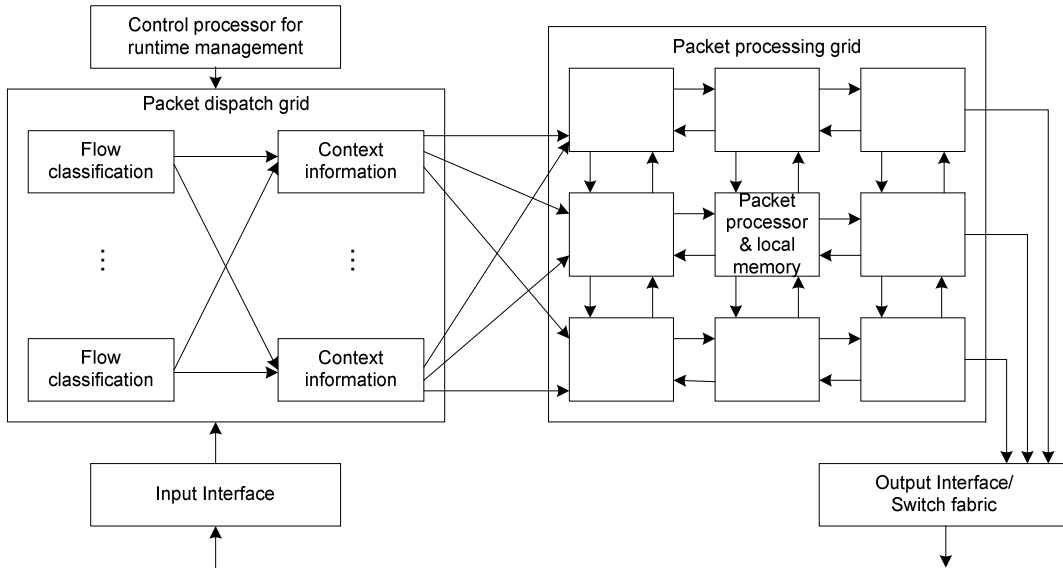 Control processor for
runtime management
Packet dispatch grid
Flow
classification
Context
information
⋮
⋮
Flow
classification
Context
information
Input Interface
Packet processing grid
Packet
processor
& local
memory
Output Interface/
Switch fabric